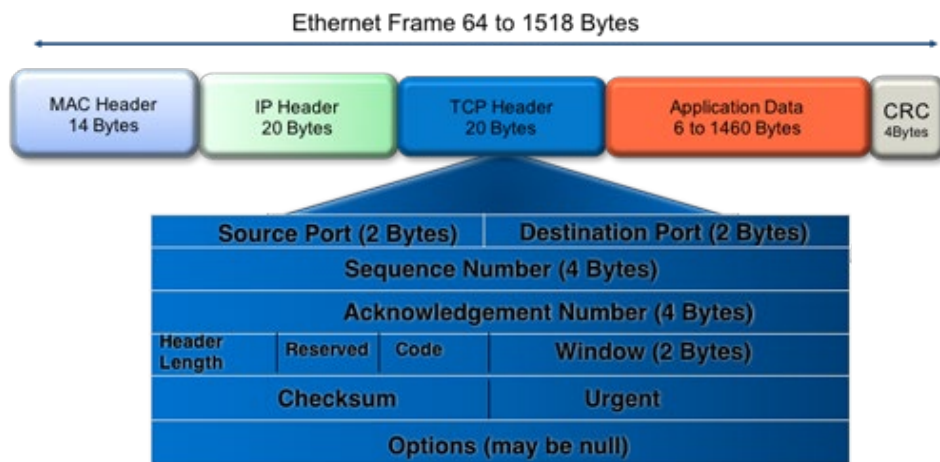 Ethernet Frame 64 to 1518 Bytes
MAC Header
14 Bytes
IP Header
20 Bytes
TCP Header
20 Bytes
Application Data
6 to 1460 Bytes
CRC
4Bytes
Source Port (2 Bytes)
Destination Port (2 Bytes)
Sequence Number (4 Bytes)
Acknowledgement Number (4 Bytes)
Header
Length
Reserved
Code
Window (2 Bytes)
Checksum
Urgent
Options (may be null)